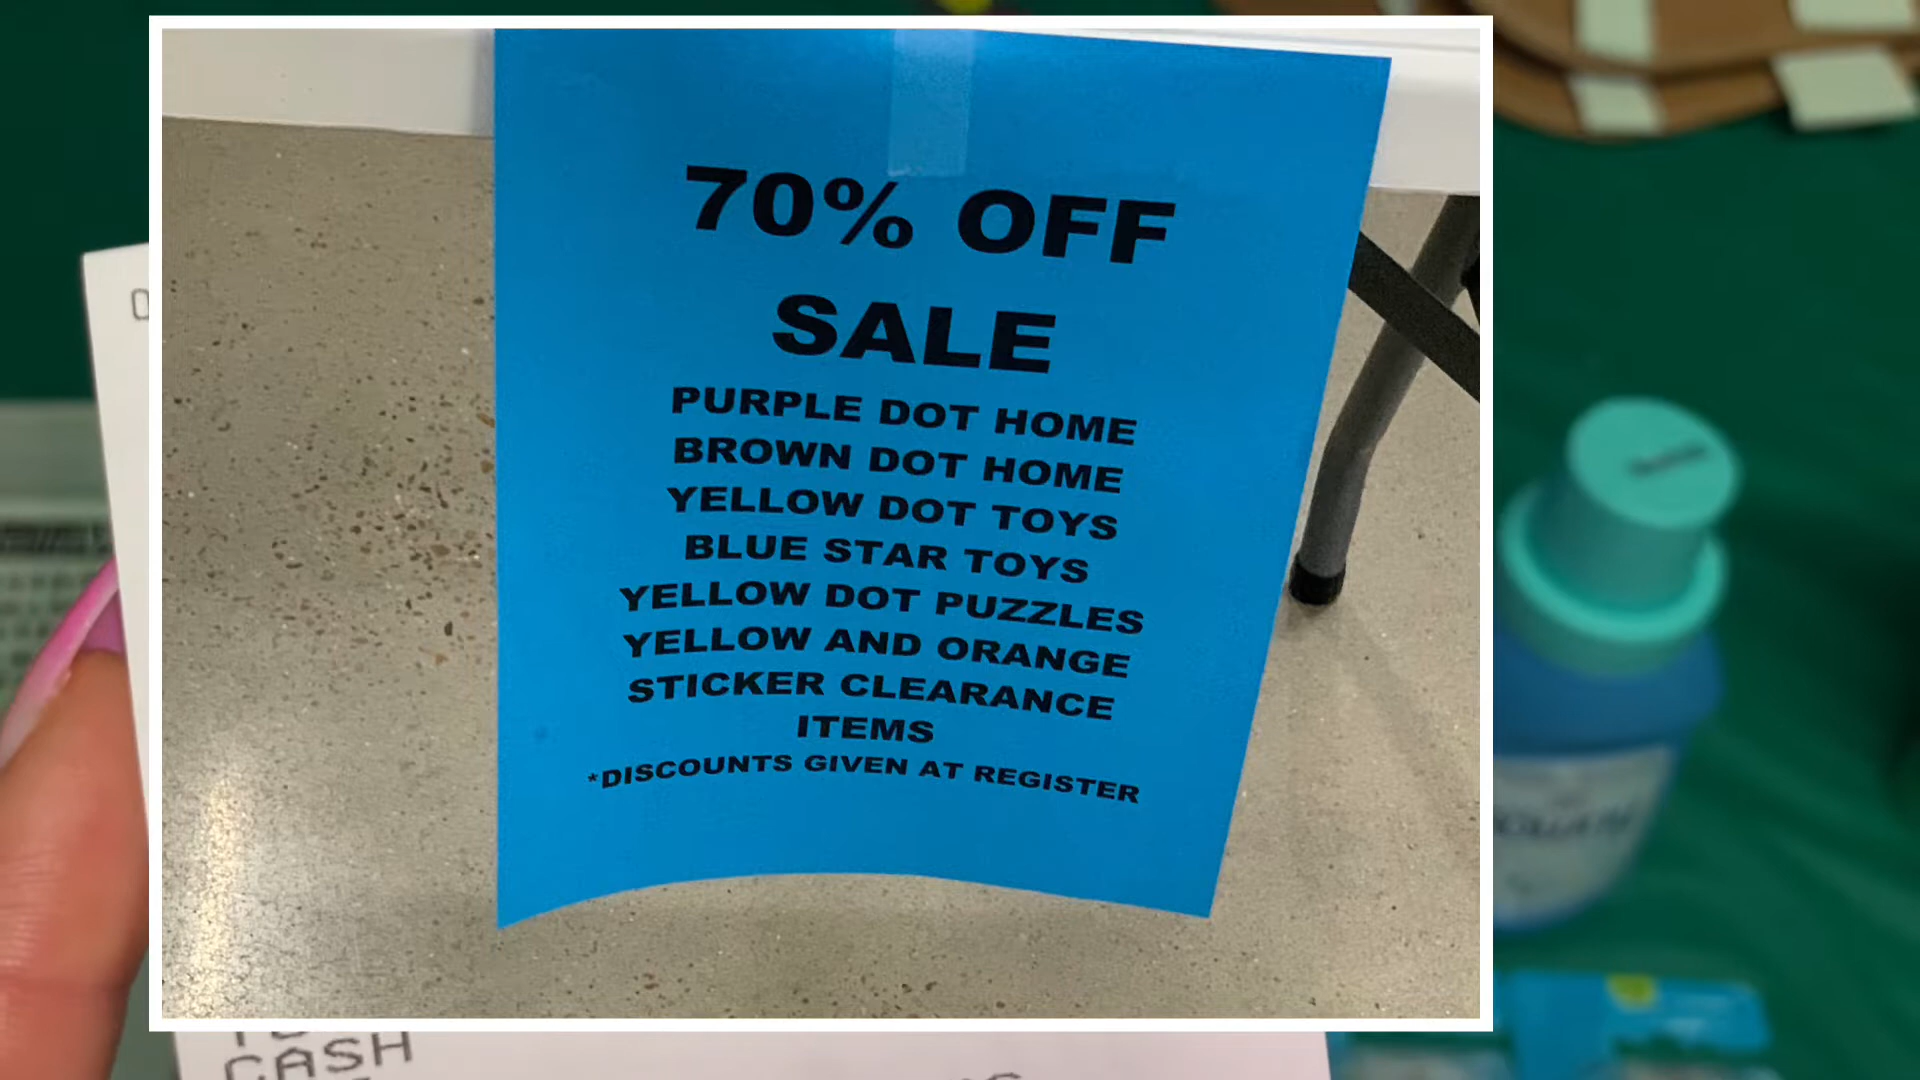 70% OFF
SALE
PURPLE DOT HOME
BROWN DOT HOME
YELLOW DOT TOYS
BLUE STAR TOYS
YELLOW DOT PUZZLES
YELLOW AND ORANGE
STICKER CLEARANCE
ITEMS
*DISCOUNTS GIVEN AT REGISTER
CASH